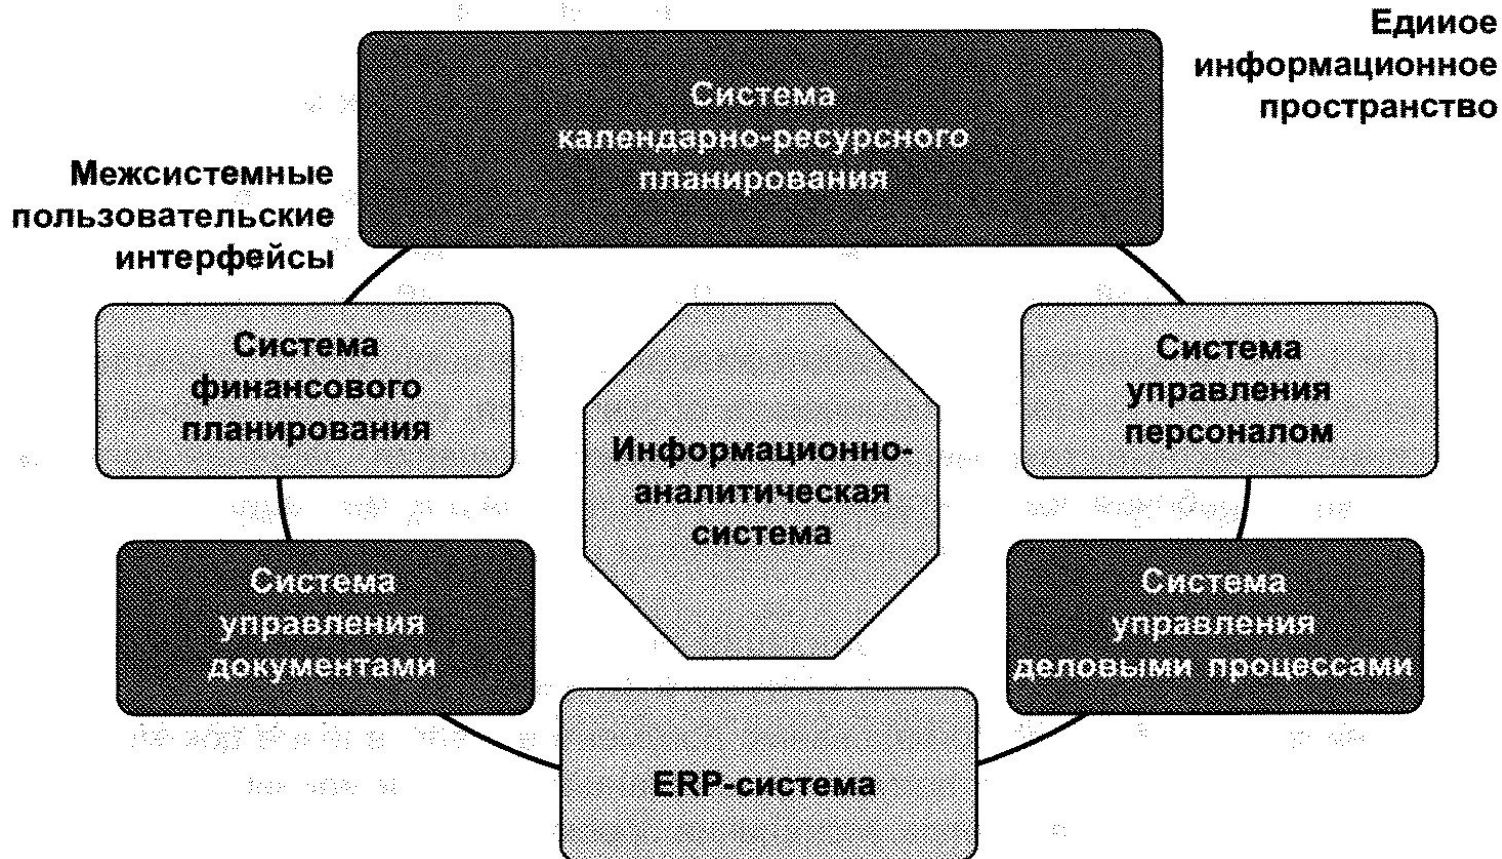 Единое
информационное
пространство
Система
календарно-ресурсного
планирования
Межсистемные
пользовательские
интерфейсы
Система
финансового
планирования
Система
управления
персоналом
Информационно-
аналитическая
система
Система
управления
документами
Система
управления
деловыми процессами
ERP-система